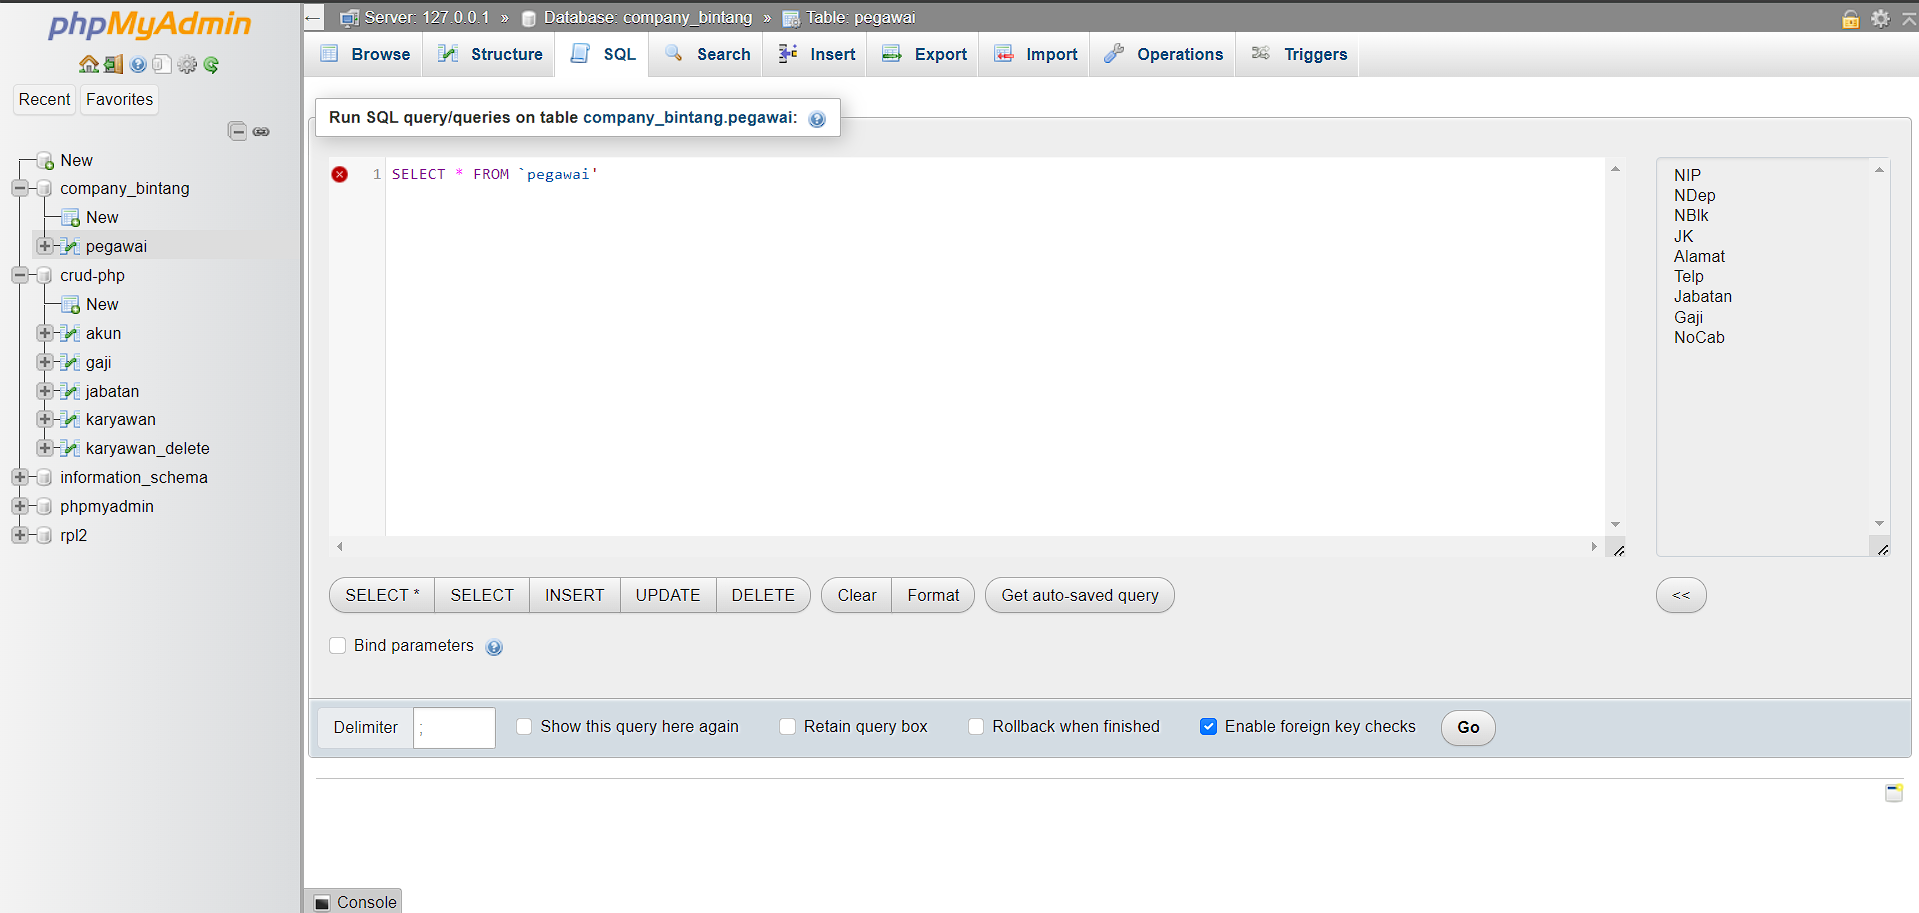 phpMyAdmin
Recent Favorites
New
company_bintang
New
pegawai
crud-php
New
akun
gaji
jabatan
karyawan
karyawan_delete
information_schema
phpmyadmin
rpl2
Server: 127.0.0.1 » Database: company_bintang » Table: pegawai
Browse Structure SQL Search Insert Export Import Operations Triggers
Run SQL query/queries on table company_bintang.pegawai:
1 SELECT * FROM `pegawai'
NIP
NDep
NBlk
JK
Alamat
Telp
Jabatan
Gaji
NoCab
SELECT * SELECT INSERT UPDATE DELETE Clear Format Get auto-saved query <<
Bind parameters
Delimiter ; Show this query here again Retain query box Rollback when finished Enable foreign key checks Go
Console